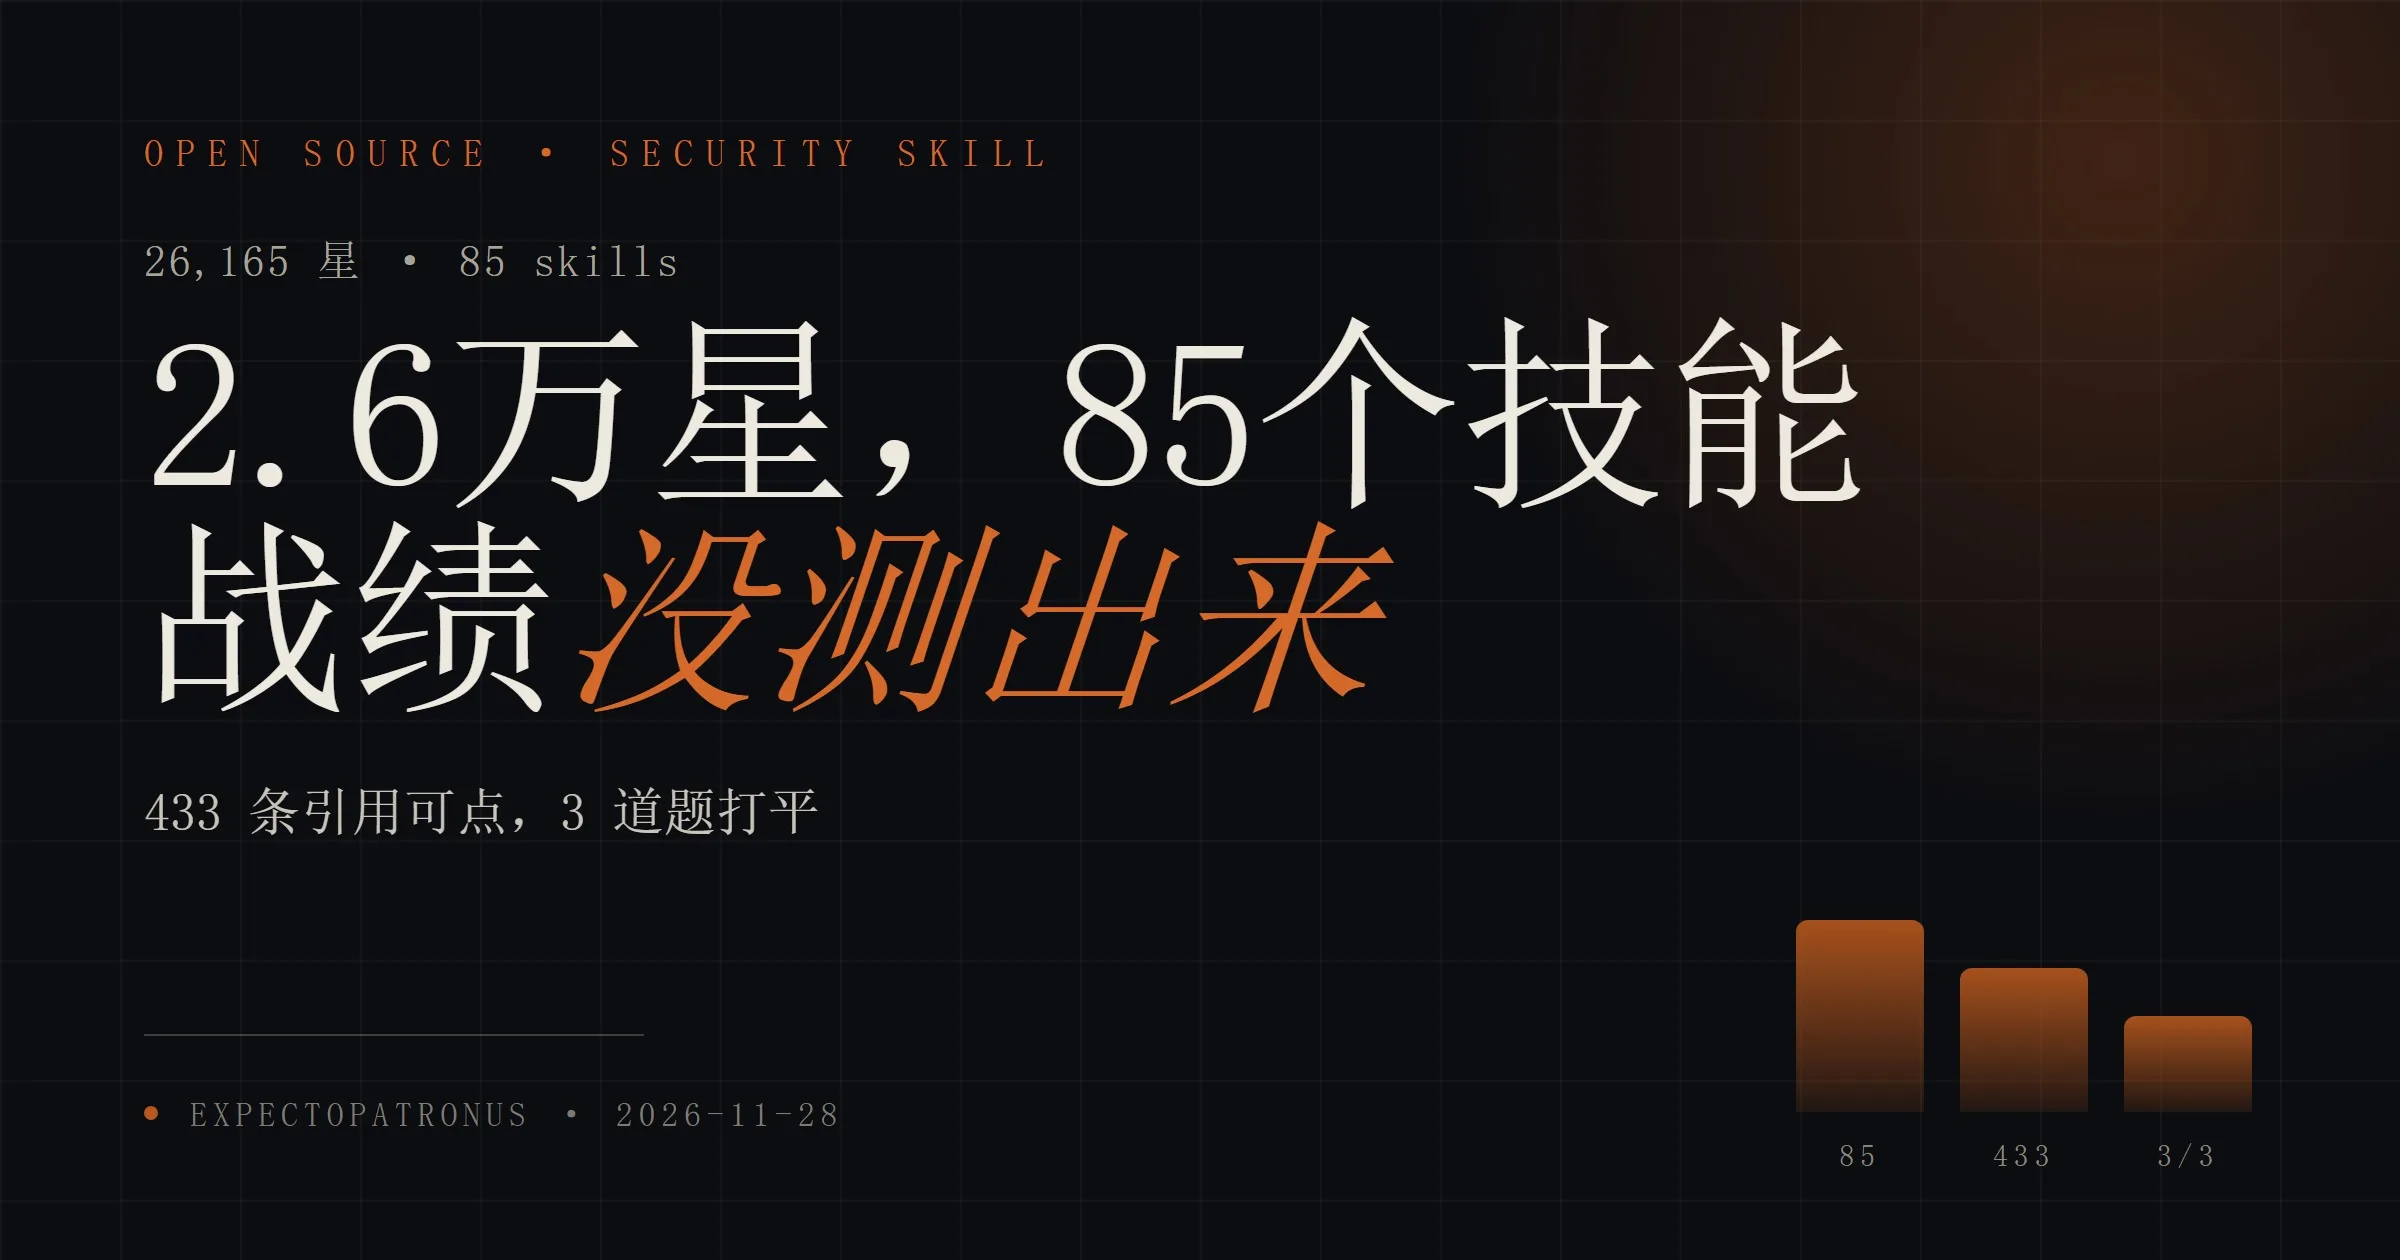 OPEN SOURCE • SECURITY SKILL
26,165 星 • 85 skills
2.6万星，85个技能
战绩没测出来
433 条引用可点，3 道题打平
EXPECTOPATRONUS • 2026-11-28
85 433 3/3